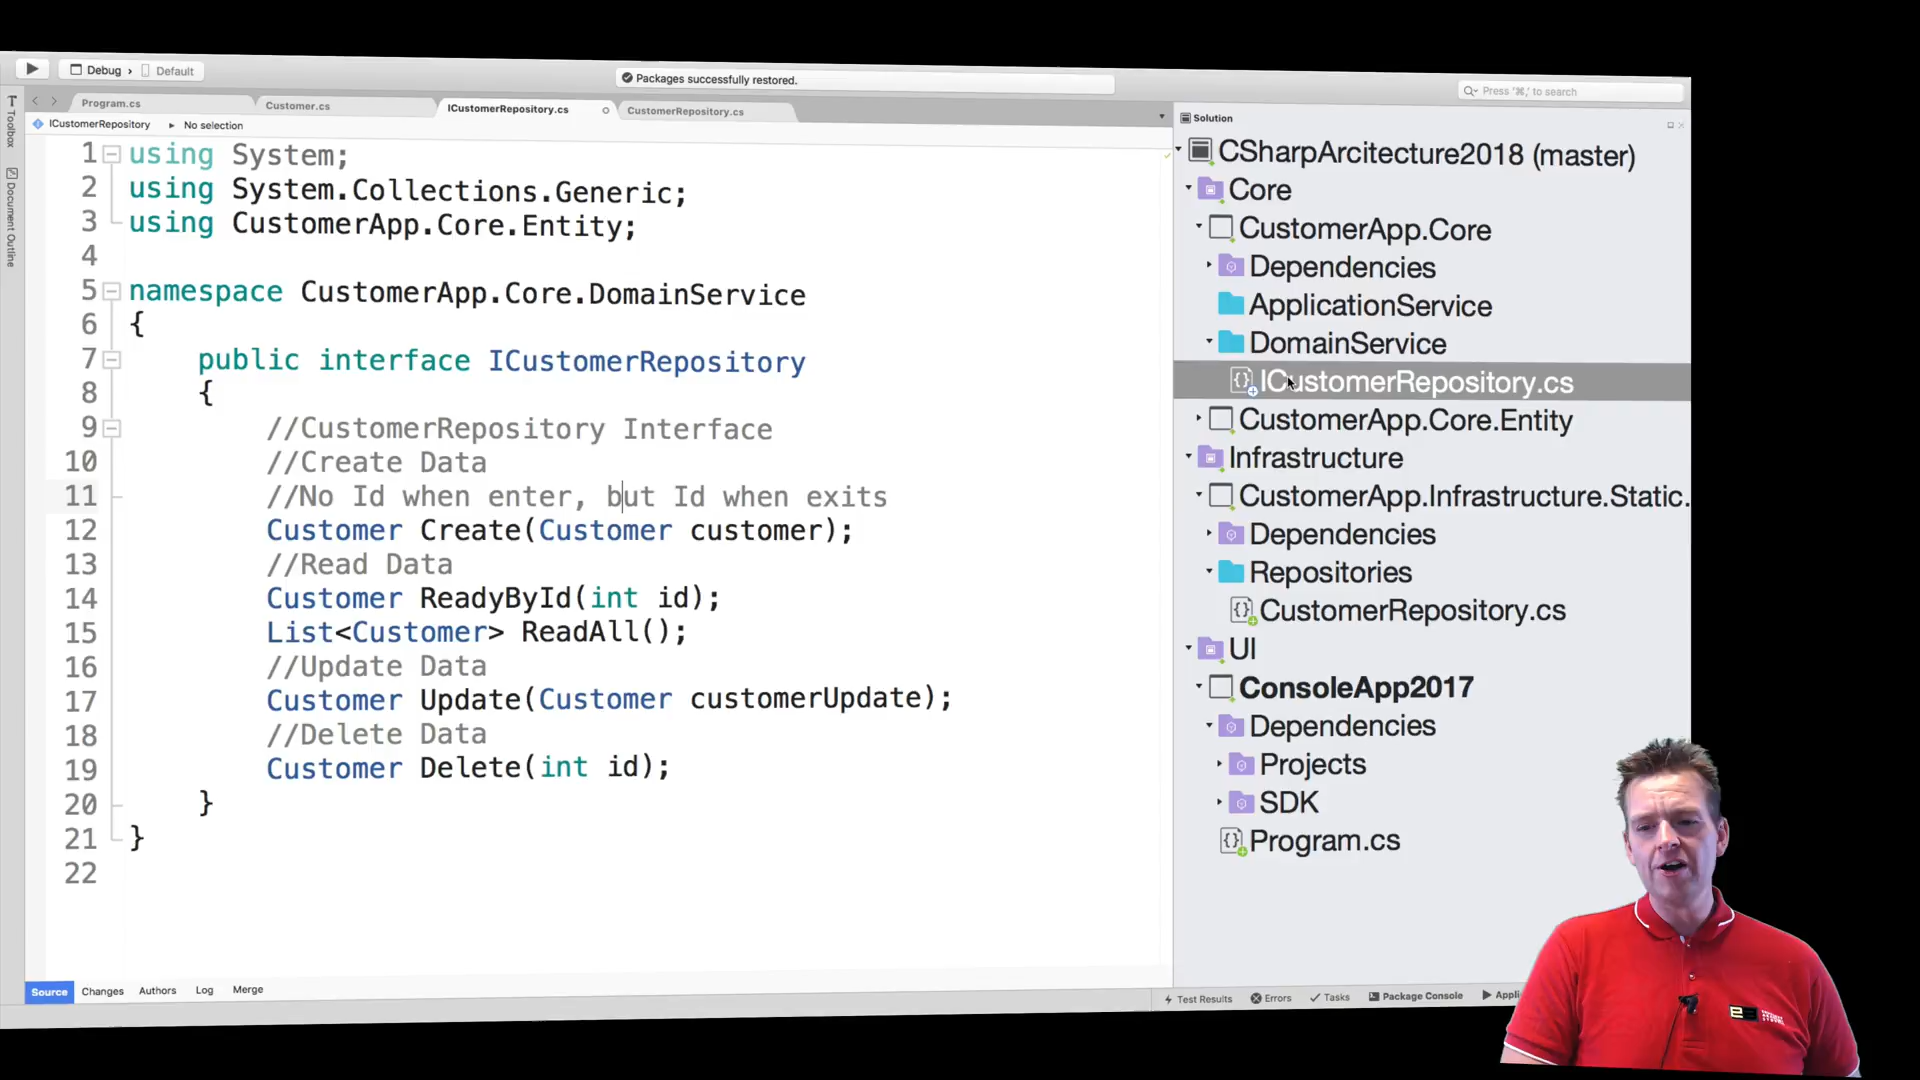 Debug › Default
Packages successfully restored.
Press '⌘,' to search
Program.cs
Customer.cs
ICustomerRepository.cs
CustomerRepository.cs
ICustomerRepository ▸ No selection
Toolbox
Document Outline
1 using System;
2 using System.Collections.Generic;
3 using CustomerApp.Core.Entity;
4
5 namespace CustomerApp.Core.DomainService
6 {
7 public interface ICustomerRepository
8 {
9 //CustomerRepository Interface
10 //Create Data
11 //No Id when enter, but Id when exits
12 Customer Create(Customer customer);
13 //Read Data
14 Customer ReadyById(int id);
15 List<Customer> ReadAll();
16 //Update Data
17 Customer Update(Customer customerUpdate);
18 //Delete Data
19 Customer Delete(int id);
20 }
21 }
22
Source Changes Authors Log Merge
Solution
CSharpArcitecture2018 (master)
Core
CustomerApp.Core
Dependencies
ApplicationService
DomainService
ICustomerRepository.cs
CustomerApp.Core.Entity
Infrastructure
CustomerApp.Infrastructure.Static.
Dependencies
Repositories
CustomerRepository.cs
UI
ConsoleApp2017
Dependencies
Projects
SDK
Program.cs
Test Results Errors Tasks Package Console Appli